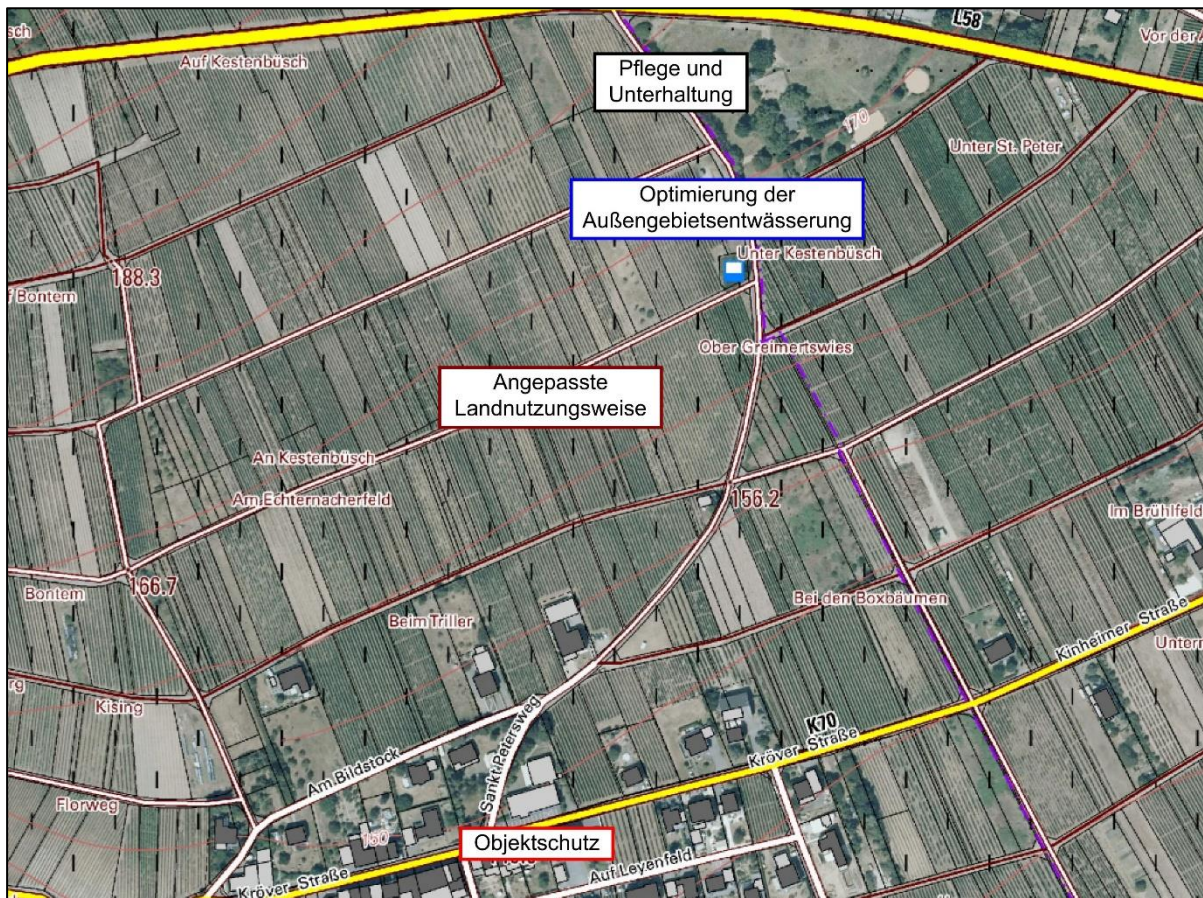 L58
Vor der
Auf Kestenbüsch
Pflege und
Unterhaltung
170
Unter St. Peter
Optimierung der
Außengebietsentwässerung
Unter Kestenbüsch
188.3
Bontem
Ober Greimertswies
Angepasste
Landnutzungsweise
An Kestenbüsch
Am Echternacherfeld
156.2
Im Brühlfeld
166.7
Bontem
Beim Triller
Bei den Boxbäumen
Kinheimer Straße
Kising
Sankt Petersweg
K70
Kröver Straße
Am Bildstock
Florweg
160
Objektschutz
Auf Leyenfeld
Kröver Straße